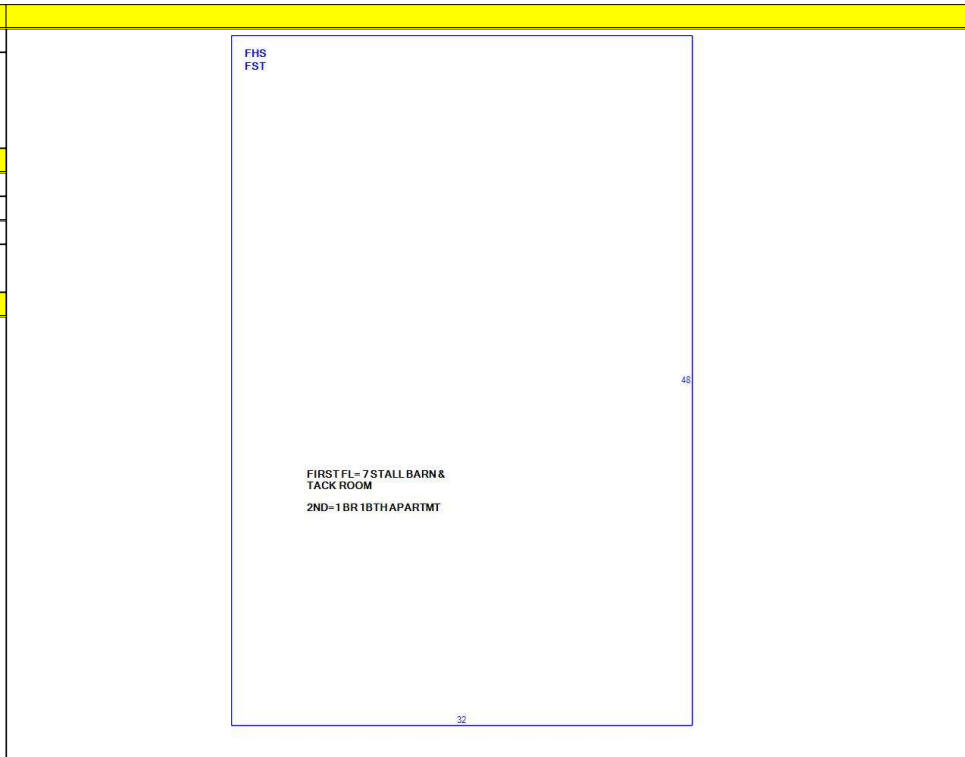 FHS
FST
48
FIRST FL= 7 STALL BARN &
TACK ROOM
2ND=1 BR 1BTH APARTMT
32